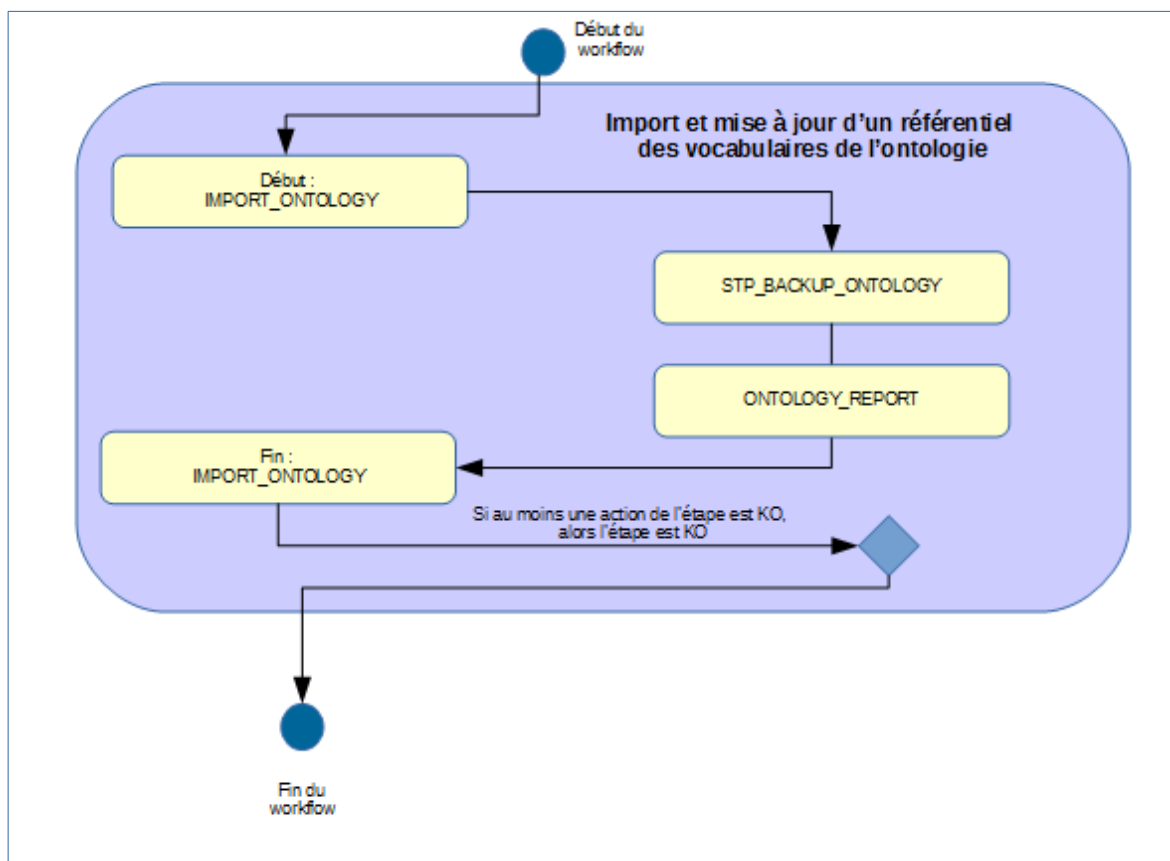 Début du
workflow
Import et mise à jour d'un référentiel
des vocabulaires de l'ontologie
Début :
IMPORT_ONTOLOGY
STP_BACKUP_ONTOLOGY
ONTOLOGY_REPORT
Fin :
IMPORT_ONTOLOGY
Si au moins une action de l'étape est KO,
alors l'étape est KO
Fin du
workflow